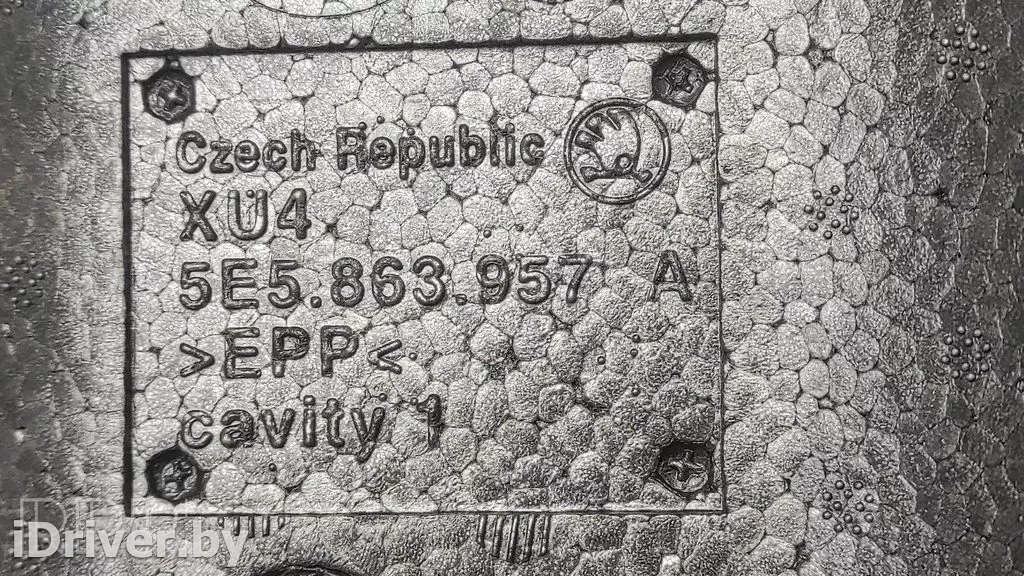 Czech Republic
XU4
5E5.863.957 A
>EPP<
cavity 1
iDriver.by